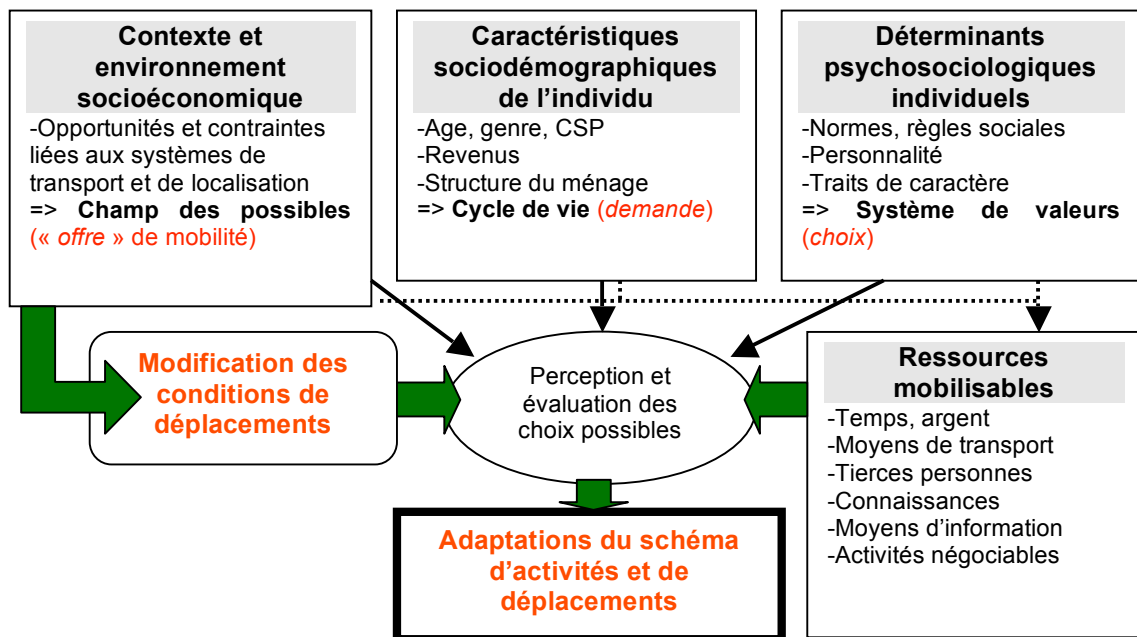 Contexte et
environnement
socioéconomique
-Opportunités et contraintes
liées aux systèmes de
transport et de localisation
=> Champ des possibles
(« offre » de mobilité)
Caractéristiques
sociodémographiques
de l'individu
-Age, genre, CSP
-Revenus
-Structure du ménage
=> Cycle de vie (demande)
Déterminants
psychosociologiques
individuels
-Normes, règles sociales
-Personnalité
-Traits de caractère
=> Système de valeurs
(choix)
Modification des
conditions de
déplacements
Perception et
évaluation des
choix possibles
Ressources
mobilisables
-Temps, argent
-Moyens de transport
-Tierces personnes
-Connaissances
-Moyens d'information
-Activités négociables
Adaptations du schéma
d'activités et de
déplacements